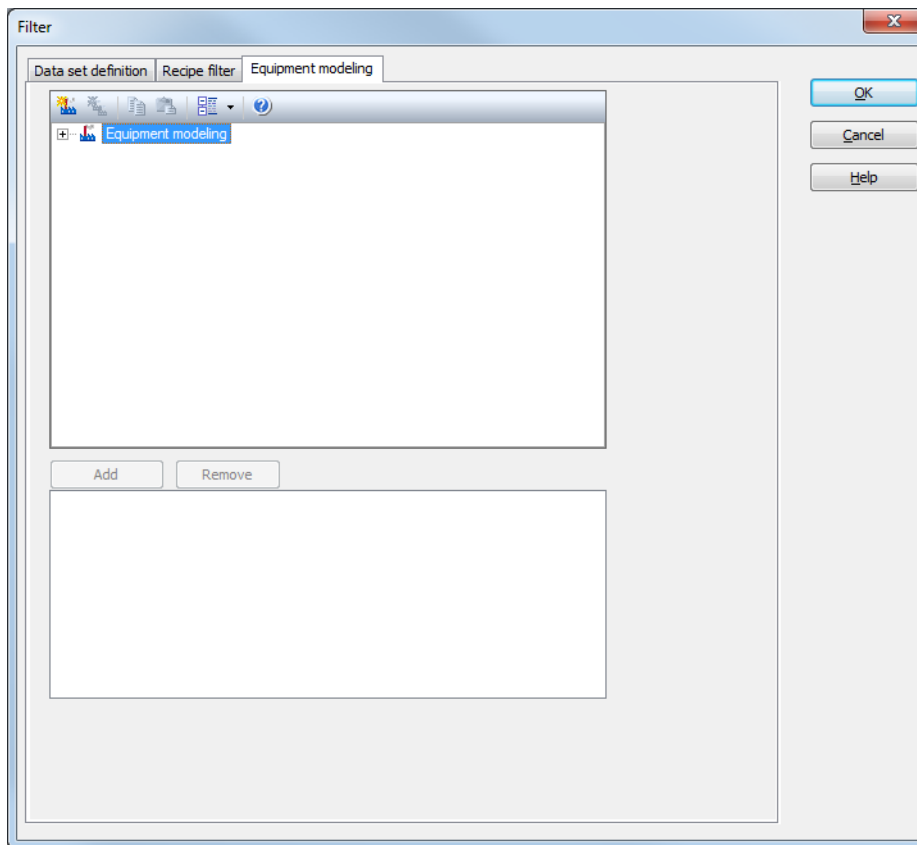 Filter
Data set definition Recipe filter Equipment modeling
OK
Equipment modeling
Cancel
Help
Add Remove